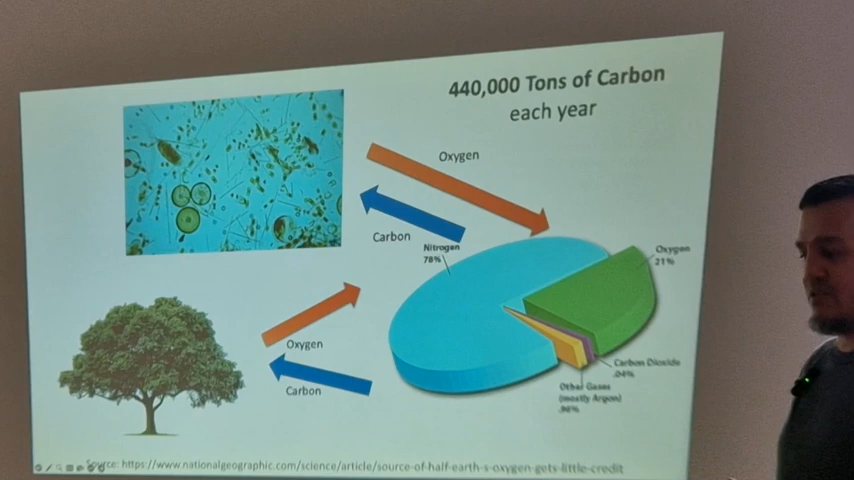 440,000 Tons of Carbon
each year
Oxygen
Carbon
Nitrogen
78%
Oxygen
21%
Oxygen
Carbon
Carbon Dioxide
.04%
Other Gases
(mostly Argon)
.96%
Source: https://www.nationalgeographic.com/science/article/source-of-half-earth-s-oxygen-gets-little-credit